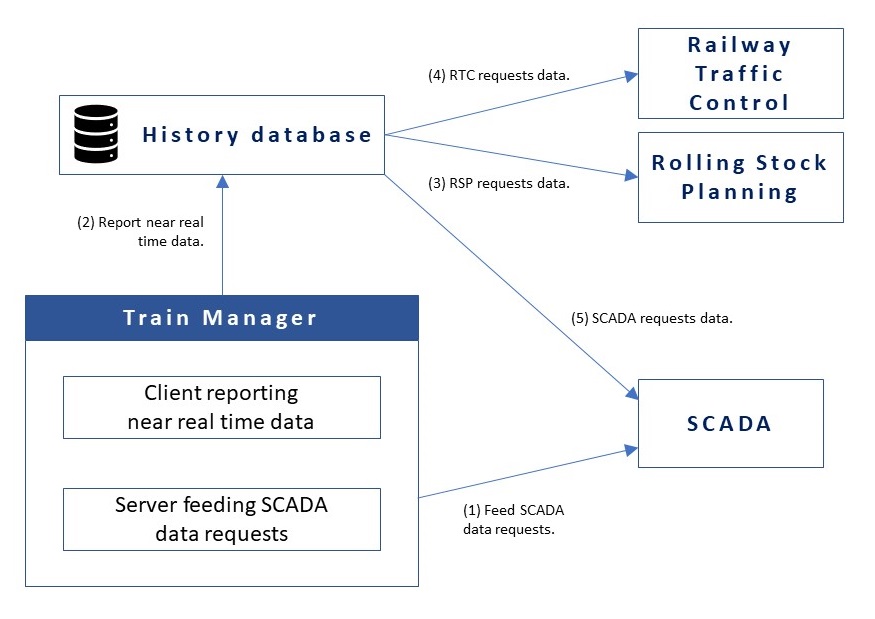 Railway
Traffic
Control
(4) RTC requests data.
History database
Rolling Stock
Planning
(3) RSP requests data.
(2) Report near real
time data.
Train Manager
(5) SCADA requests data.
Client reporting
near real time data
SCADA
Server feeding SCADA
data requests
(1) Feed SCADA
data requests.